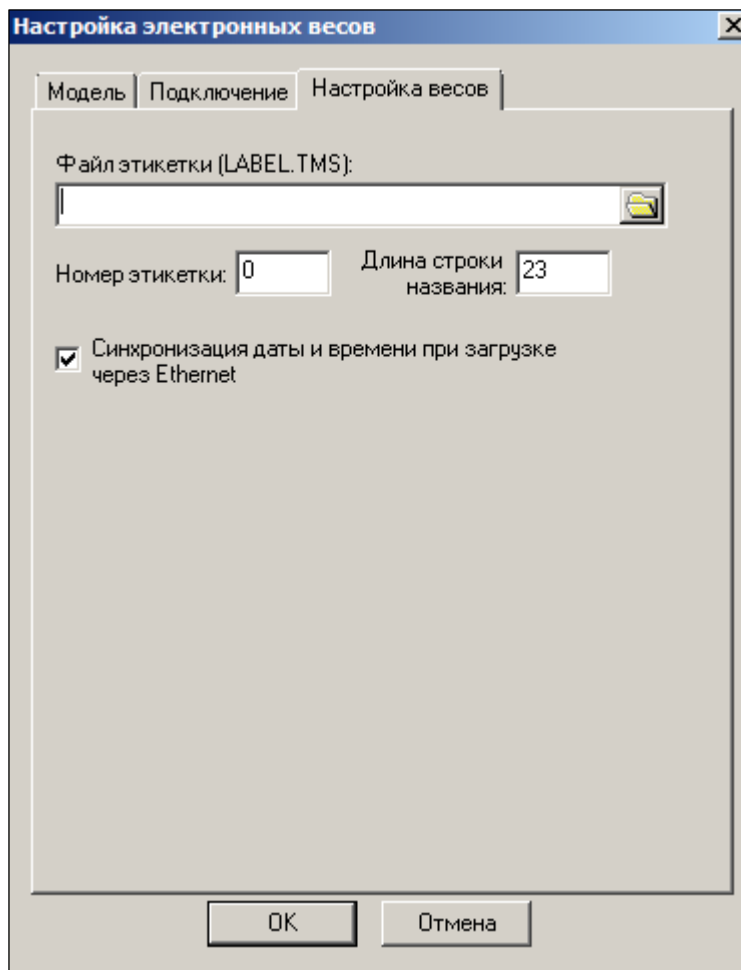 Настройка электронных весов
Модель Подключение Настройка весов
Файл этикетки (LABEL.TMS):
Номер этикетки: 0 Длина строки
названия: 23
Синхронизация даты и времени при загрузке
через Ethernet
OK Отмена